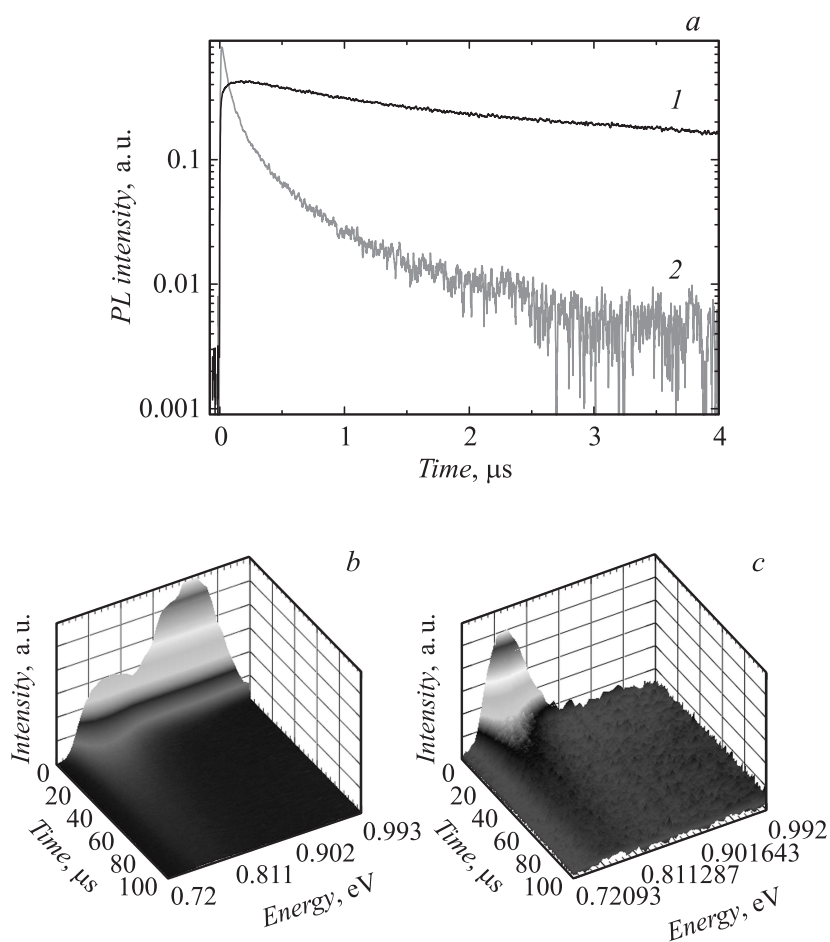 a
1
0.1
0.01
2
0.001
0 1 2 3 4
PL intensity, a. u.
Time, μs
b
Intensity, a. u.
0
20
40
60
80
100
Time, μs
0.72
0.811
0.902
0.993
Energy, eV
c
Intensity, a. u.
0
20
40
60
80
100
Time, μs
0.72093
0.811287
0.901643
0.992
Energy, eV